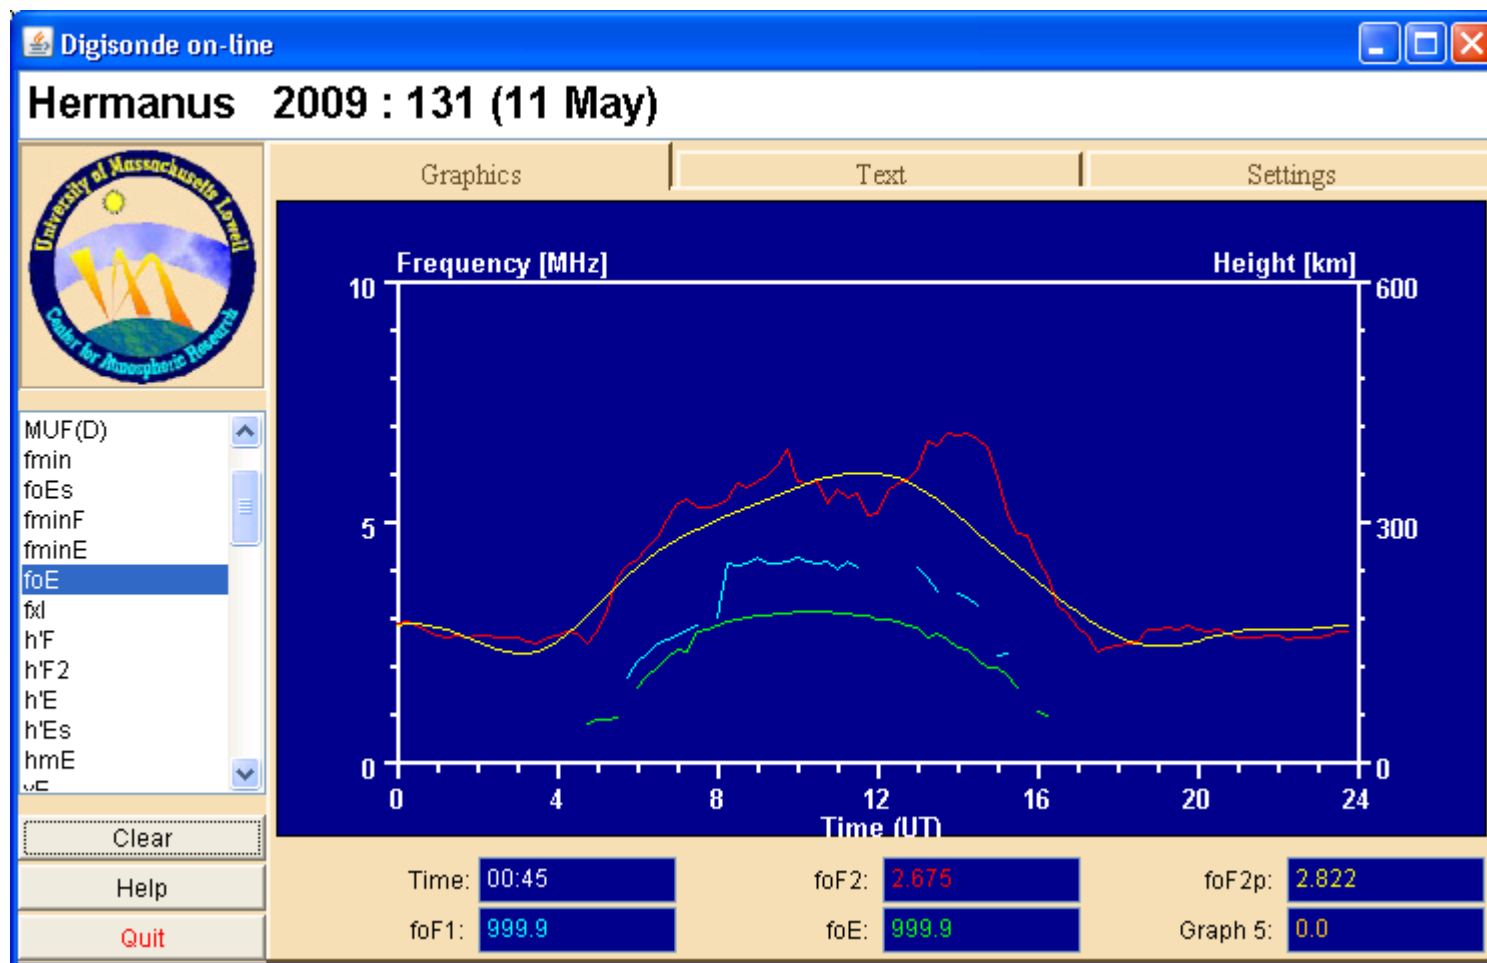 Digisonde on-line
Hermanus 2009 : 131 (11 May)
University of Massachusetts Lowell
Center for Atmospheric Research
Graphics Text Settings
Frequency [MHz] Height [km]
10 600
5 300
0 0
0 4 8 12 16 20 24
Time (UT)
MUF(D)
fmin
foEs
fminF
fminE
foE
fxI
h'F
h'F2
h'E
h'Es
hmE
Clear
Help
Quit
Time: 00:45 foF2: 2.675 foF2p: 2.822
foF1: 999.9 foE: 999.9 Graph 5: 0.0